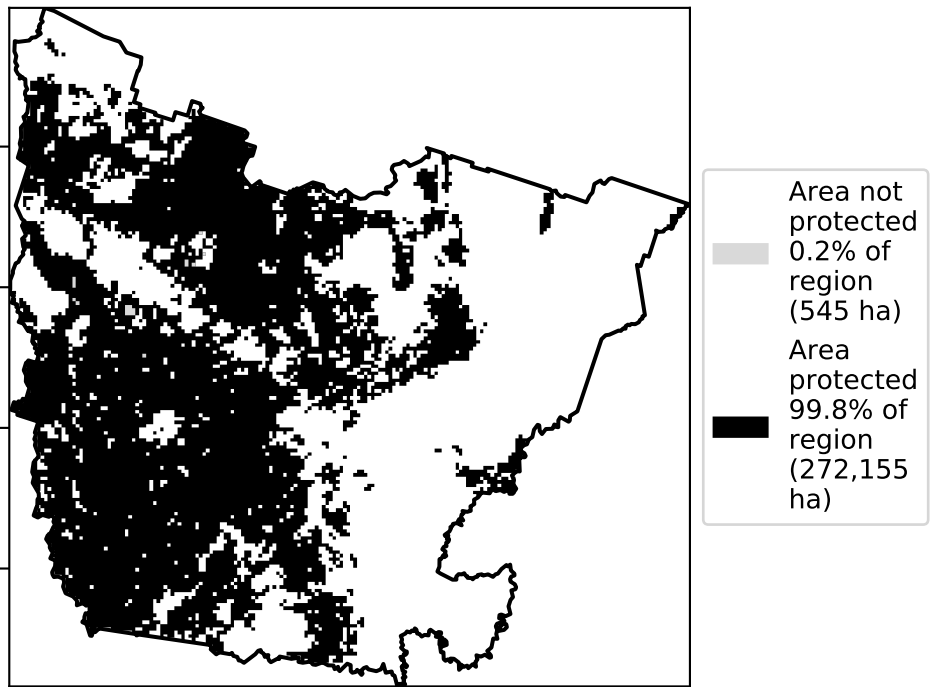 Area not
protected
0.2% of
region
(545 ha)
Area
protected
99.8% of
region
(272,155
ha)